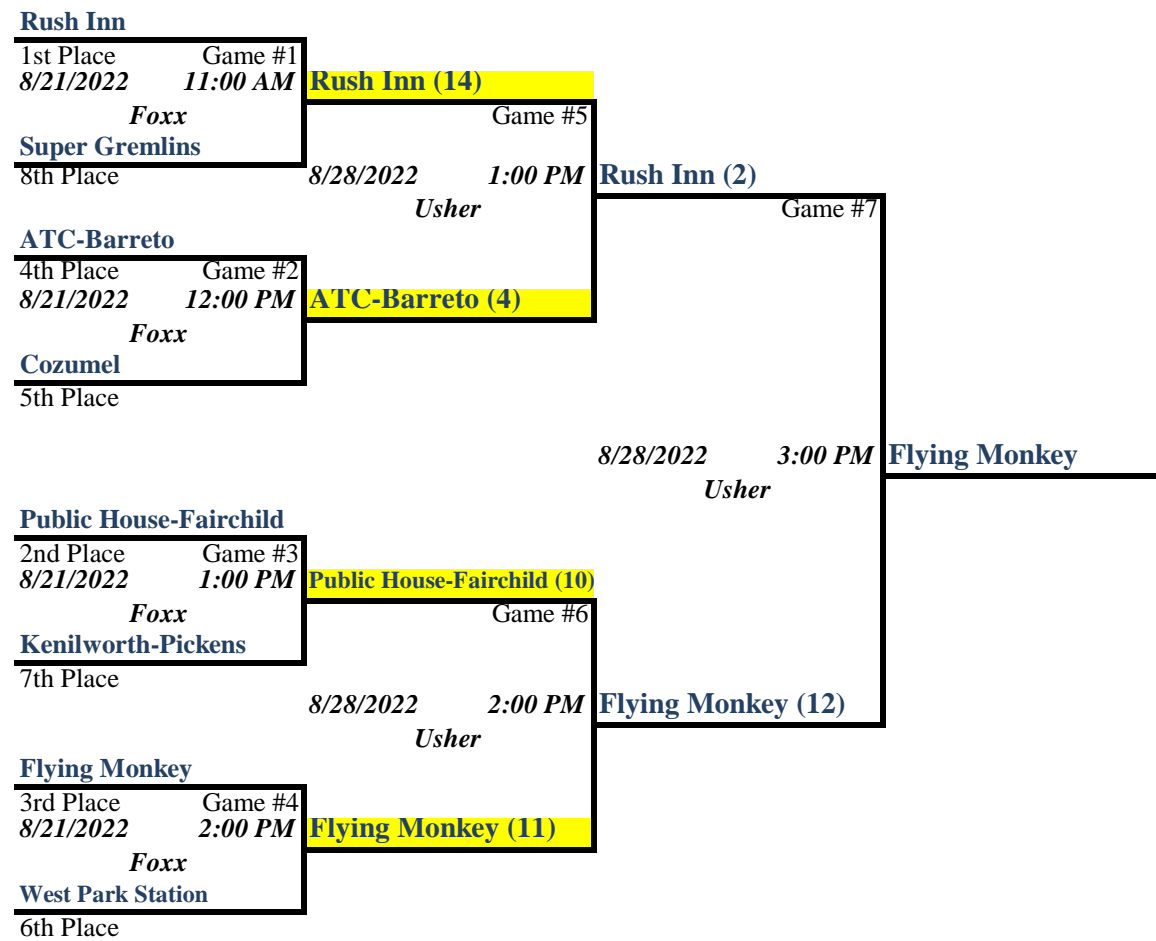 Rush Inn
1st Place Game #1
8/21/2022 11:00 AM Rush Inn (14)
Foxx Game #5
Super Gremlins
8th Place 8/28/2022 1:00 PM Rush Inn (2)
Usher Game #7
ATC-Barreto
4th Place Game #2
8/21/2022 12:00 PM ATC-Barreto (4)
Foxx
Cozumel
5th Place
8/28/2022 3:00 PM Flying Monkey
Usher
Public House-Fairchild
2nd Place Game #3
8/21/2022 1:00 PM Public House-Fairchild (10)
Foxx Game #6
Kenilworth-Pickens
7th Place
8/28/2022 2:00 PM Flying Monkey (12)
Usher
Flying Monkey
3rd Place Game #4
8/21/2022 2:00 PM Flying Monkey (11)
Foxx
West Park Station
6th Place